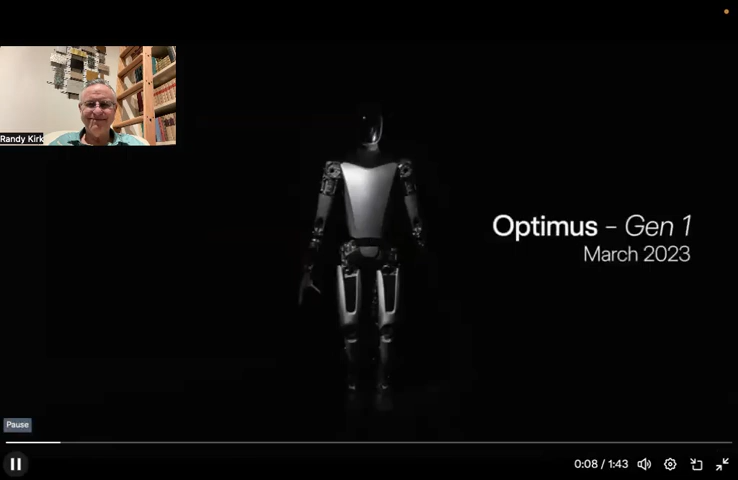 Randy Kirk
Optimus – Gen 1
March 2023
Pause
0:08 / 1:43